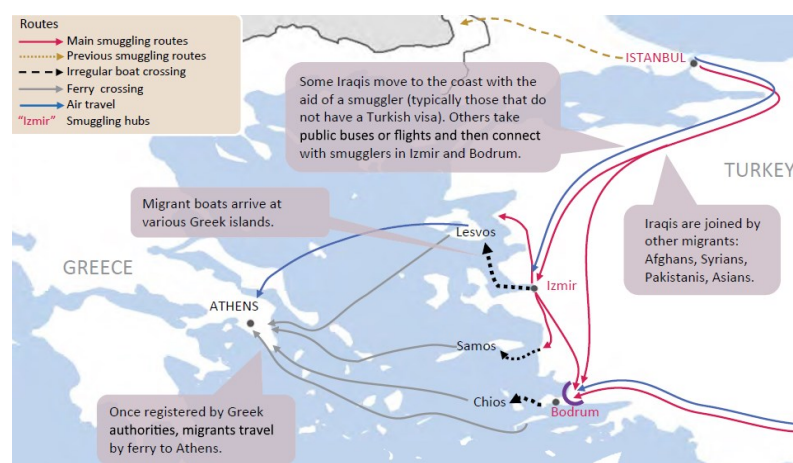 Routes
Main smuggling routes
Previous smuggling routes
Irregular boat crossing
Ferry crossing
Air travel
"Izmir" Smuggling hubs
ISTANBUL
Some Iraqis move to the coast with the
aid of a smuggler (typically those that do
not have a Turkish visa). Others take
public buses or flights and then connect
with smugglers in Izmir and Bodrum.
TURKEY
Migrant boats arrive at
various Greek islands.
Iraqis are joined by
other migrants:
Afghans, Syrians,
Pakistanis, Asians.
Lesvos
GREECE
Izmir
ATHENS
Samos
Chios
Bodrum
Once registered by Greek
authorities, migrants travel
by ferry to Athens.